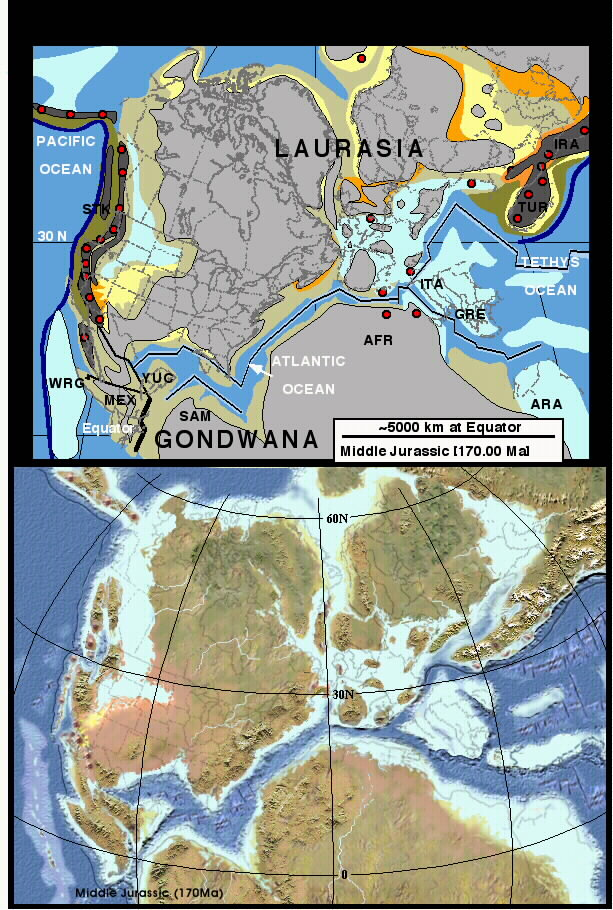 LAURASIA
PACIFIC
OCEAN
IRA
STK
TUR
30 N
TETHYS
OCEAN
ITA
GRE
AFR
ATLANTIC
OCEAN
WRG
YUC
MEX
ARA
SAM
Equator
GONDWANA
~5000 km at Equator
Middle Jurassic [170.00 Ma]
60N
30N
0
Middle Jurassic (170Ma)